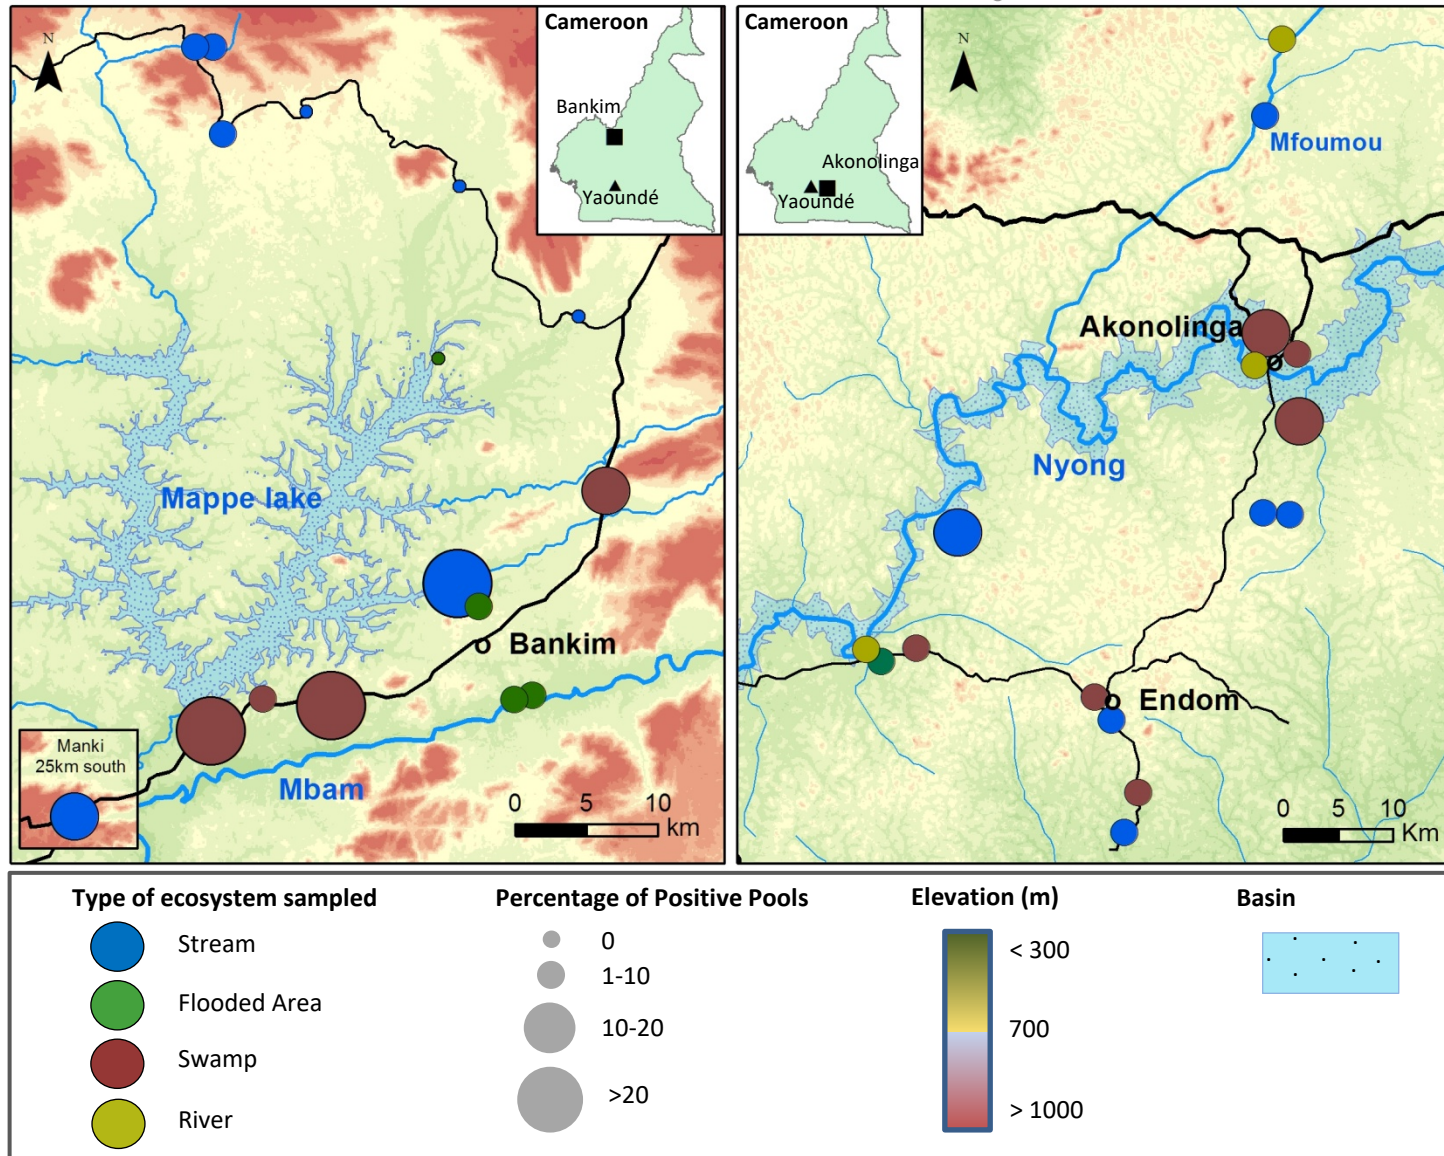 N
Cameroon
Bankim
Yaoundé
Mappe lake
Bankim
Manki
25km south
Mbam
0 5 10
km
N
Cameroon
Akonolinga
Yaoundé
Mfoumou
Akonolinga
Nyong
Endom
0 5 10
Km
Type of ecosystem sampled
Stream
Flooded Area
Swamp
River
Percentage of Positive Pools
0
1-10
10-20
>20
Elevation (m)
< 300
700
> 1000
Basin